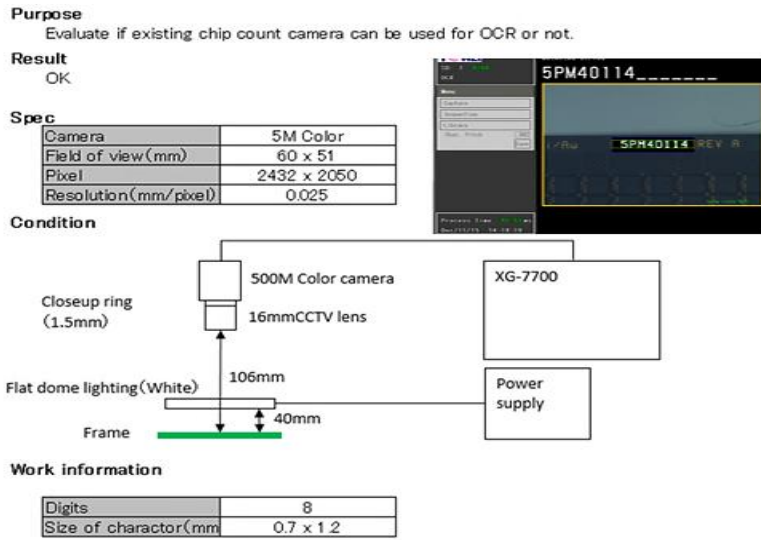 Purpose
Evaluate if existing chip count camera can be used for OCR or not.
Result
OK
5PM40114_______
5PM40114 REV A
Spec
Camera 5M Color
Field of view(mm) 60 x 51
Pixel 2432 x 2050
Resolution(mm/pixel) 0.025
Condition
500M Color camera
XG-7700
Closeup ring
(1.5mm)
16mmCCTV lens
106mm
Flat dome lighting(White)
Power
supply
40mm
Frame
Work information
Digits 8
Size of charactor(mm 0.7 x 1.2